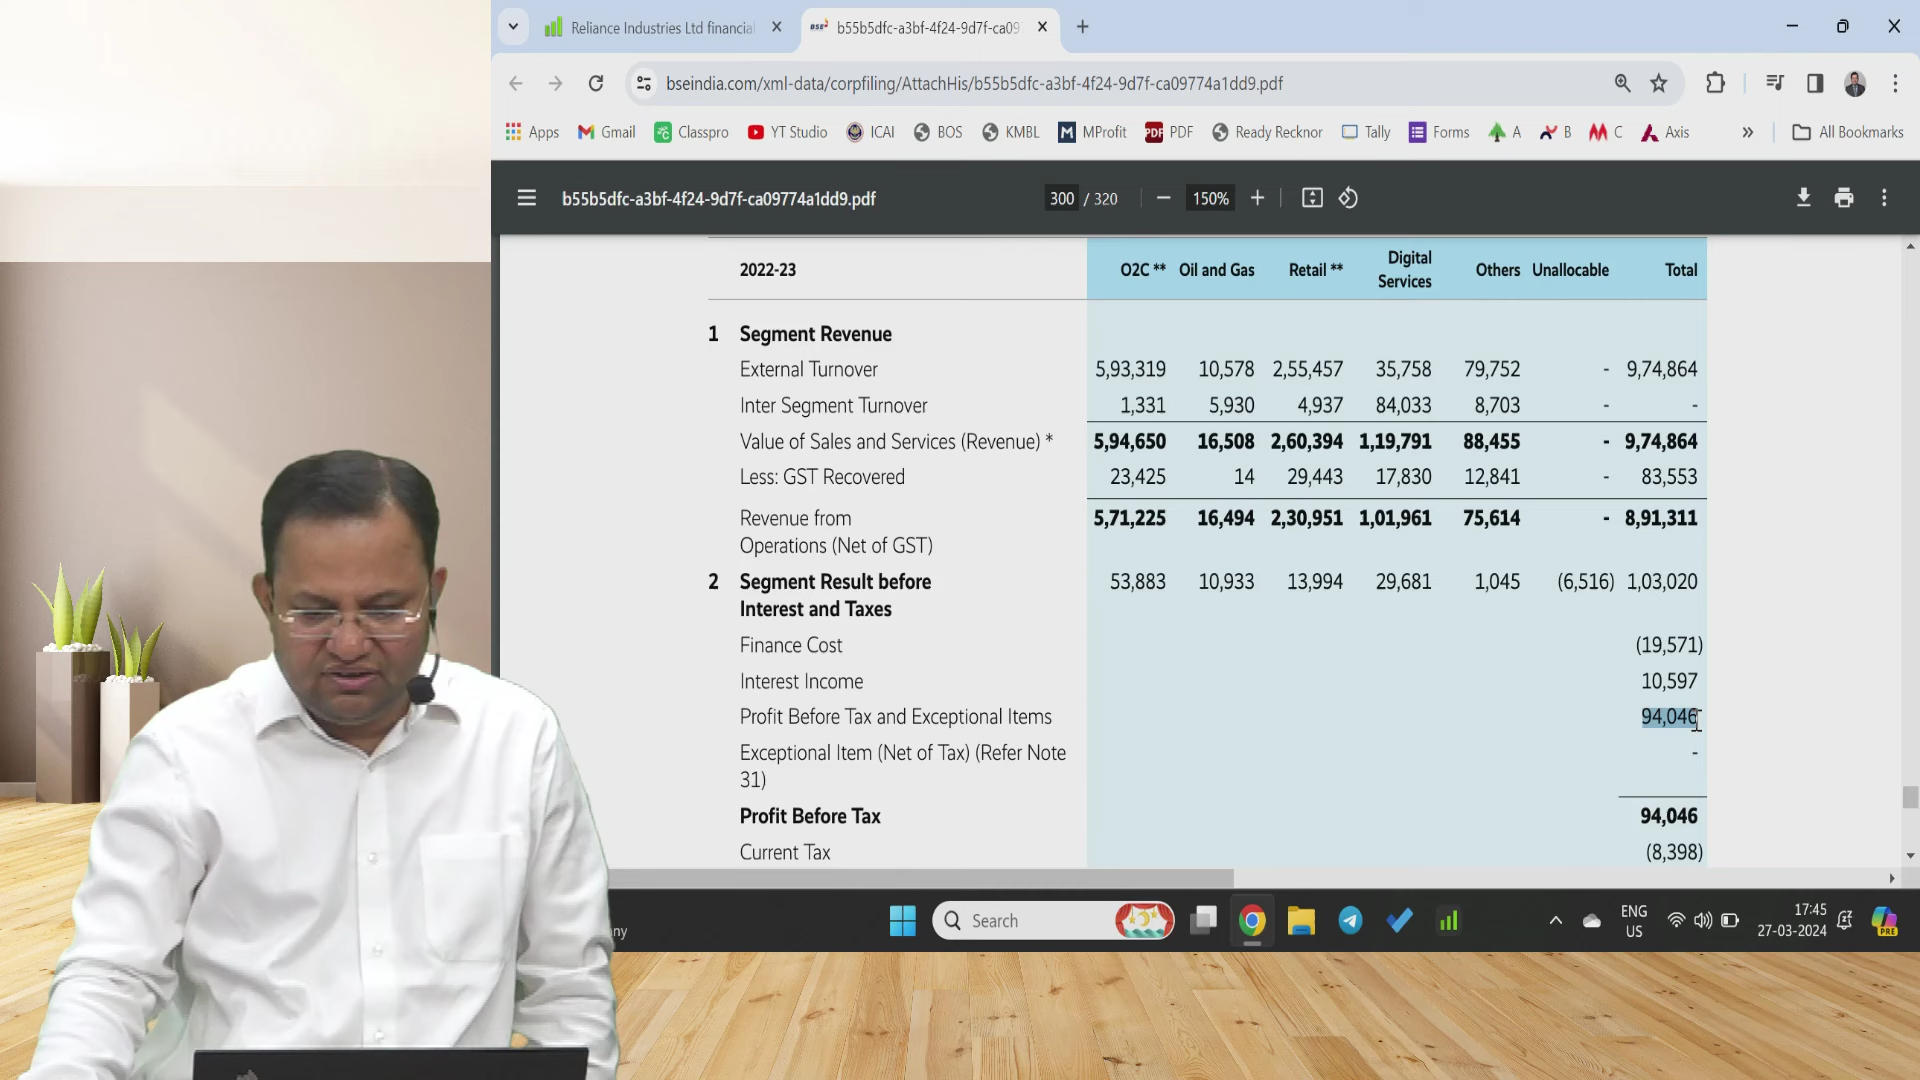 Reliance Industries Ltd financia
b55b5dfc-a3bf-4f24-9d7f-ca09
bseindia.com/xml-data/corpfiling/AttachHis/b55b5dfc-a3bf-4f24-9d7f-ca09774a1dd9.pdf
Apps Gmail Classpro YT Studio ICAI BOS KMBL MProfit PDF PDF Ready Recknor Tally Forms A B C Axis » All Bookmarks
b55b5dfc-a3bf-4f24-9d7f-ca09774a1dd9.pdf 300 / 320 150%
2022-23 O2C ** Oil and Gas Retail ** Digital Services Others Unallocable Total
1 Segment Revenue
External Turnover 5,93,319 10,578 2,55,457 35,758 79,752 - 9,74,864
Inter Segment Turnover 1,331 5,930 4,937 84,033 8,703 - -
Value of Sales and Services (Revenue) * 5,94,650 16,508 2,60,394 1,19,791 88,455 - 9,74,864
Less: GST Recovered 23,425 14 29,443 17,830 12,841 - 83,553
Revenue from 5,71,225 16,494 2,30,951 1,01,961 75,614 - 8,91,311
Operations (Net of GST)
2 Segment Result before 53,883 10,933 13,994 29,681 1,045 (6,516) 1,03,020
Interest and Taxes
Finance Cost (19,571)
Interest Income 10,597
Profit Before Tax and Exceptional Items 94,046
Exceptional Item (Net of Tax) (Refer Note -
31)
Profit Before Tax 94,046
Current Tax (8,398)
ny
Search
ENG
US
17:45
27-03-2024
PRE